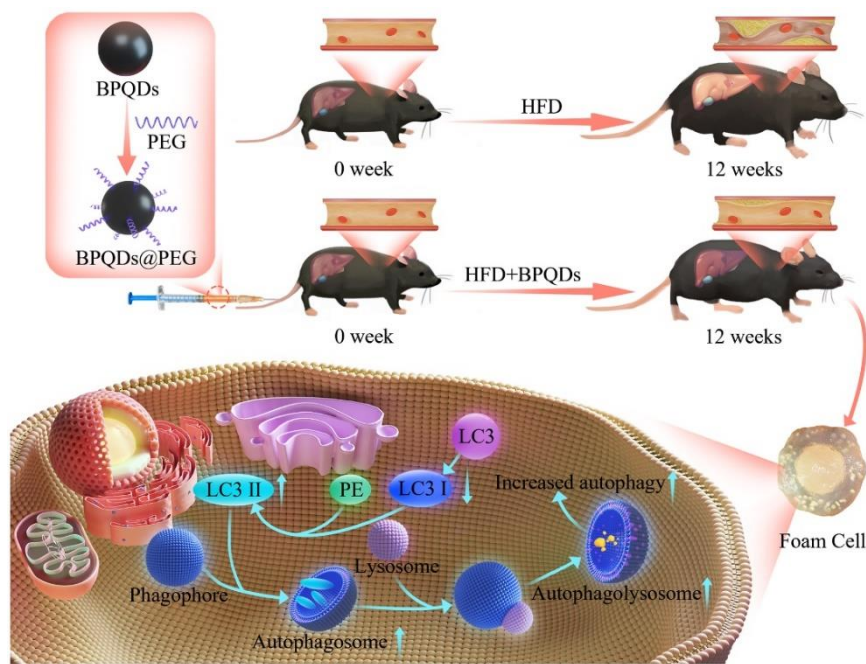 BPQDs
PEG
BPQDs@PEG
HFD
0 week
12 weeks
HFD+BPQDs
0 week
12 weeks
LC3
LC3 II
PE
LC3 I
Increased autophagy
Foam Cell
Phagophore
Lysosome
Autophagolysosome
Autophagosome